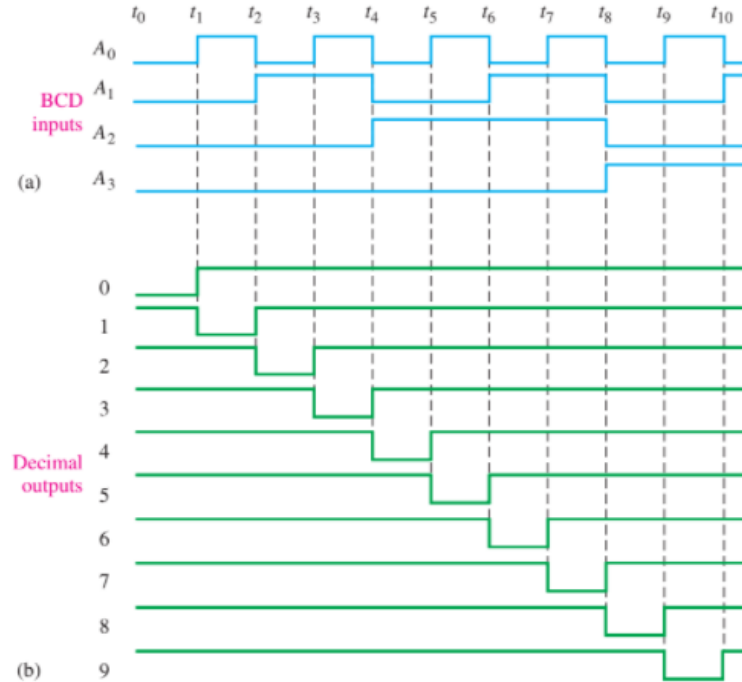 t₀ t₁ t₂ t₃ t₄ t₅ t₆ t₇ t₈ t₉ t₁₀
A₀
A₁
BCD
inputs
A₂
(a) A₃
0
1
2
3
4
Decimal
outputs
5
6
7
8
(b) 9